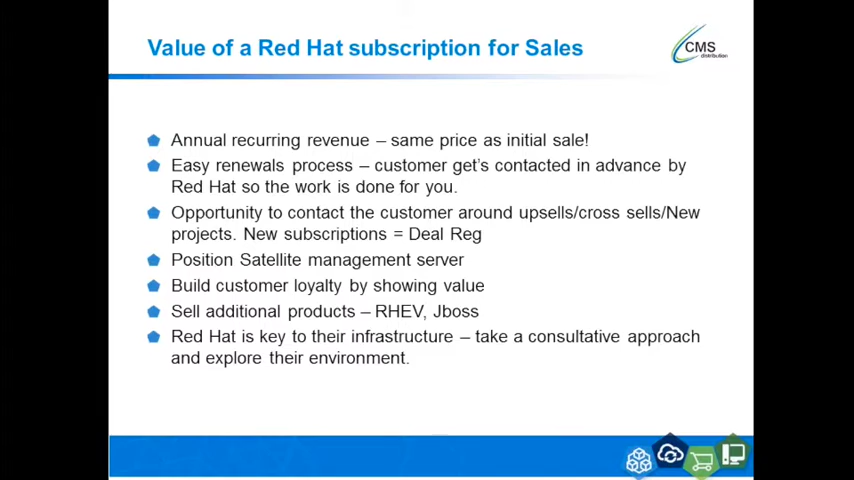 Value of a Red Hat subscription for Sales
CMS
distribution
Annual recurring revenue – same price as initial sale!
Easy renewals process – customer get's contacted in advance by
Red Hat so the work is done for you.
Opportunity to contact the customer around upsells/cross sells/New
projects. New subscriptions = Deal Reg
Position Satellite management server
Build customer loyalty by showing value
Sell additional products – RHEV, Jboss
Red Hat is key to their infrastructure – take a consultative approach
and explore their environment.